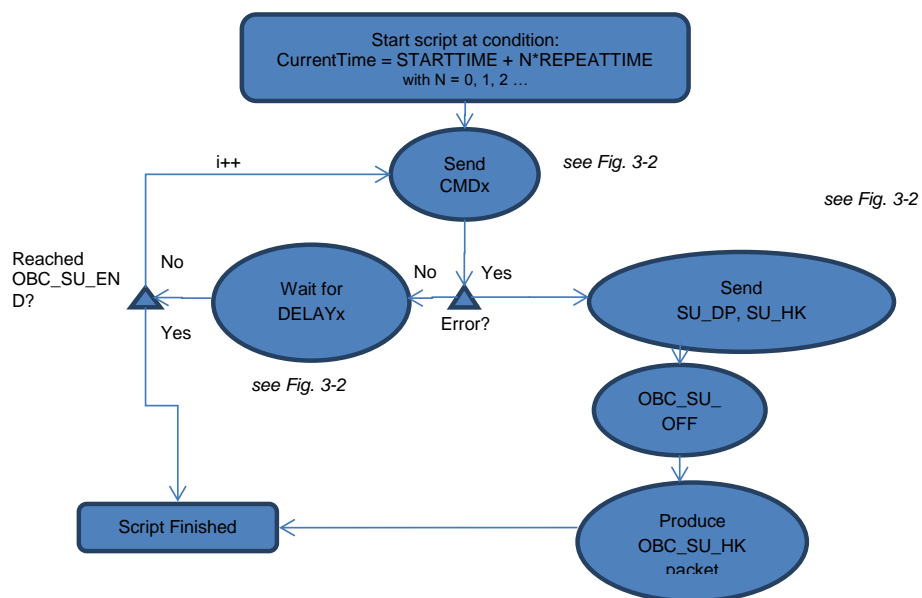 Start script at condition:
CurrentTime = STARTTIME + N*REPEATTIME
with N = 0, 1, 2 ...
i++
Send
CMDx
see Fig. 3-2
see Fig. 3-2
Reached
OBC_SU_EN
D?
No
Yes
Wait for
DELAYx
see Fig. 3-2
No
Yes
Error?
Send
SU_DP, SU_HK
OBC_SU_
OFF
Produce
OBC_SU_HK
packet
Script Finished